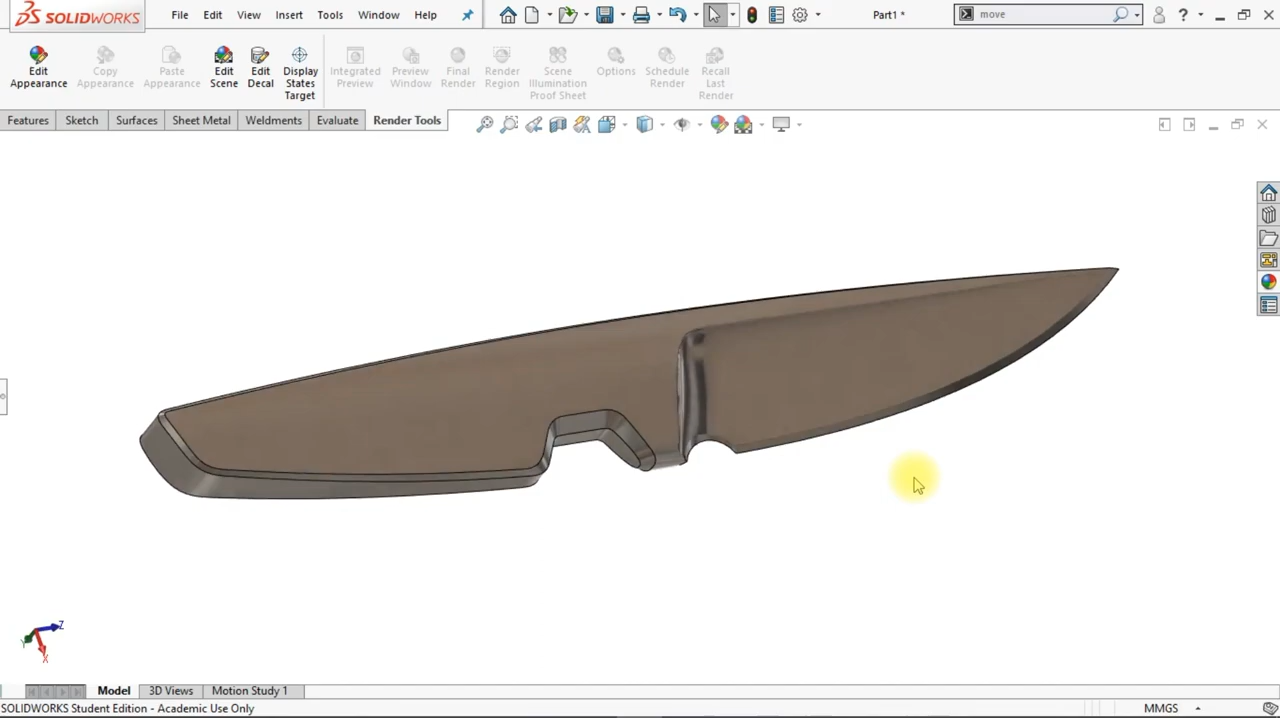 SOLIDWORKS File Edit View Insert Tools Window Help Part1 * move ?
Edit Appearance
Copy Appearance
Paste Appearance
Edit Scene
Edit Decal
Display States Target
Integrated Preview
Preview Window
Final Render
Render Region
Scene Illumination Proof Sheet
Options
Schedule Render
Recall Last Render
Features Sketch Surfaces Sheet Metal Weldments Evaluate Render Tools
Z
Y
X
Model 3D Views Motion Study 1
SOLIDWORKS Student Edition - Academic Use Only MMGS